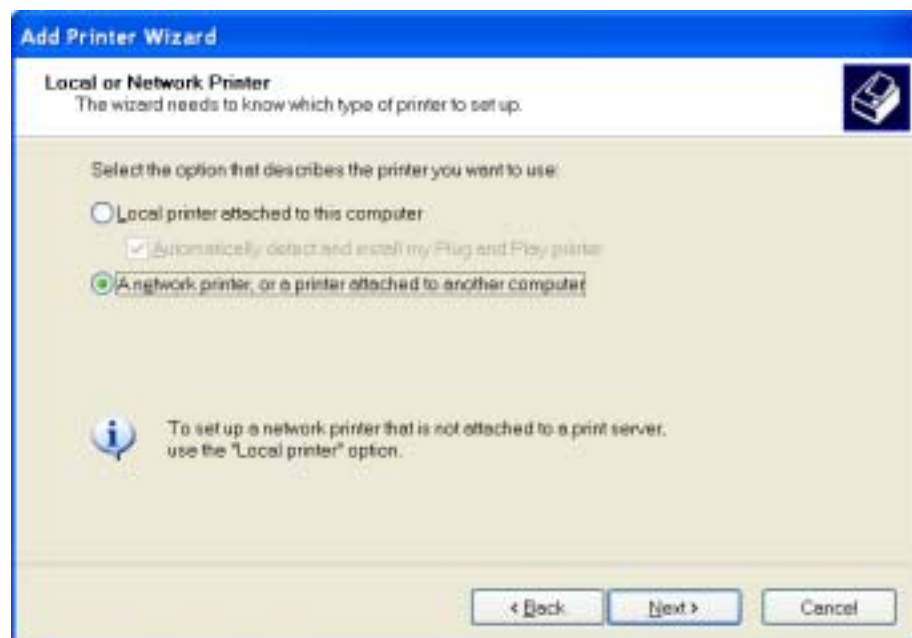 Add Printer Wizard
Local or Network Printer
The wizard needs to know which type of printer to set up.
Select the option that describes the printer you want to use:
Local printer attached to this computer
Automatically detect and install my Plug and Play printer
A network printer, or a printer attached to another computer
To set up a network printer that is not attached to a print server,
use the "Local printer" option.
< Back
Next >
Cancel